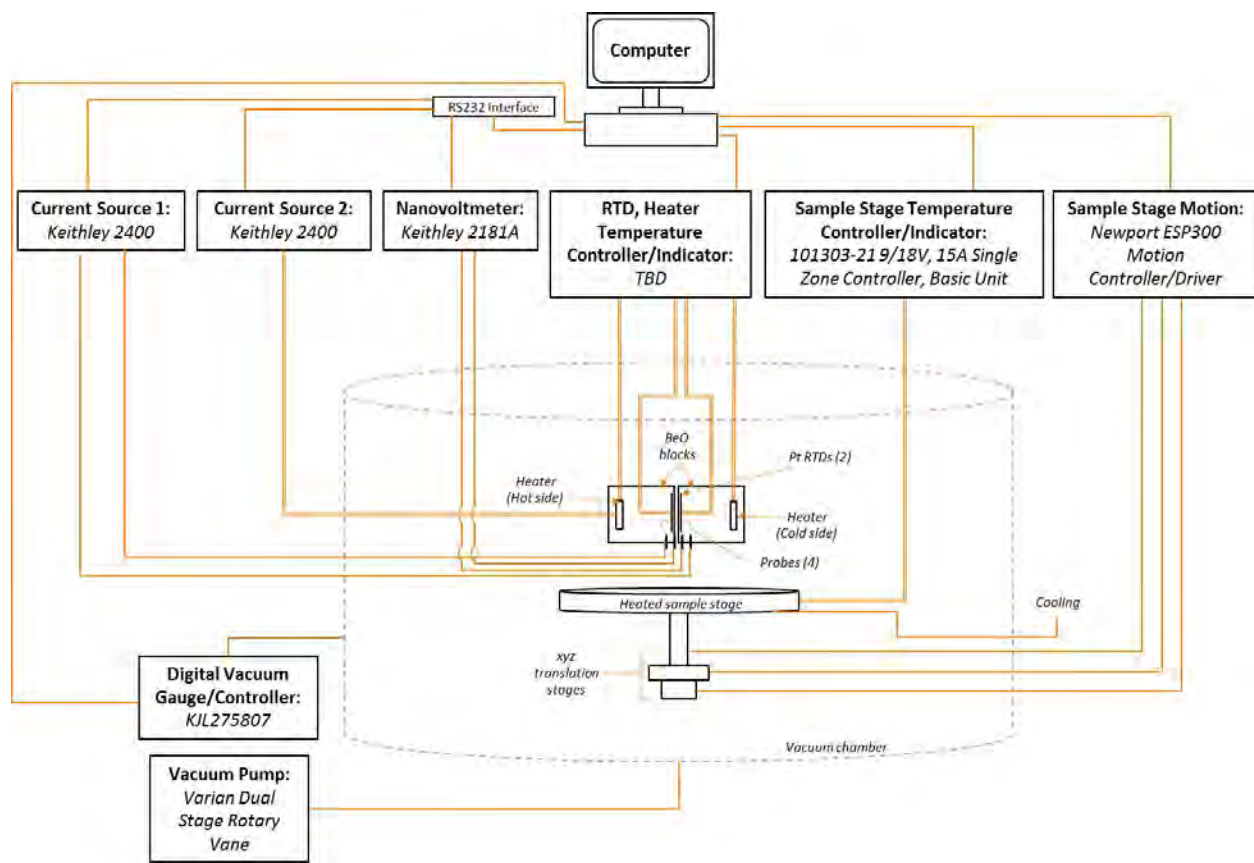 Computer
RS232 Interface
Current Source 1:
Keithley 2400
Current Source 2:
Keithley 2400
Nanovoltmeter:
Keithley 2181A
RTD, Heater
Temperature
Controller/Indicator:
TBD
Sample Stage Temperature
Controller/Indicator:
101303-21 9/18V, 15A Single
Zone Controller, Basic Unit
Sample Stage Motion:
Newport ESP300
Motion
Controller/Driver
BeO
blocks
Pt RTDs (2)
Heater
(Hot side)
Heater
(Cold side)
Probes (4)
Heated sample stage
Cooling
xyz
translation
stages
Digital Vacuum
Gauge/Controller:
KJL275807
Vacuum chamber
Vacuum Pump:
Varian Dual
Stage Rotary
Vane